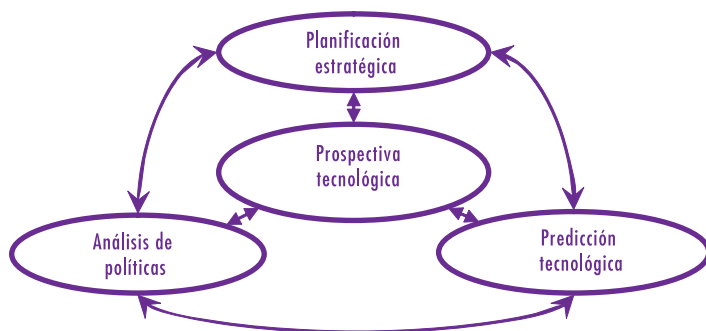 Planificación
estratégica
Prospectiva
tecnológica
Análisis de
políticas
Predicción
tecnológica